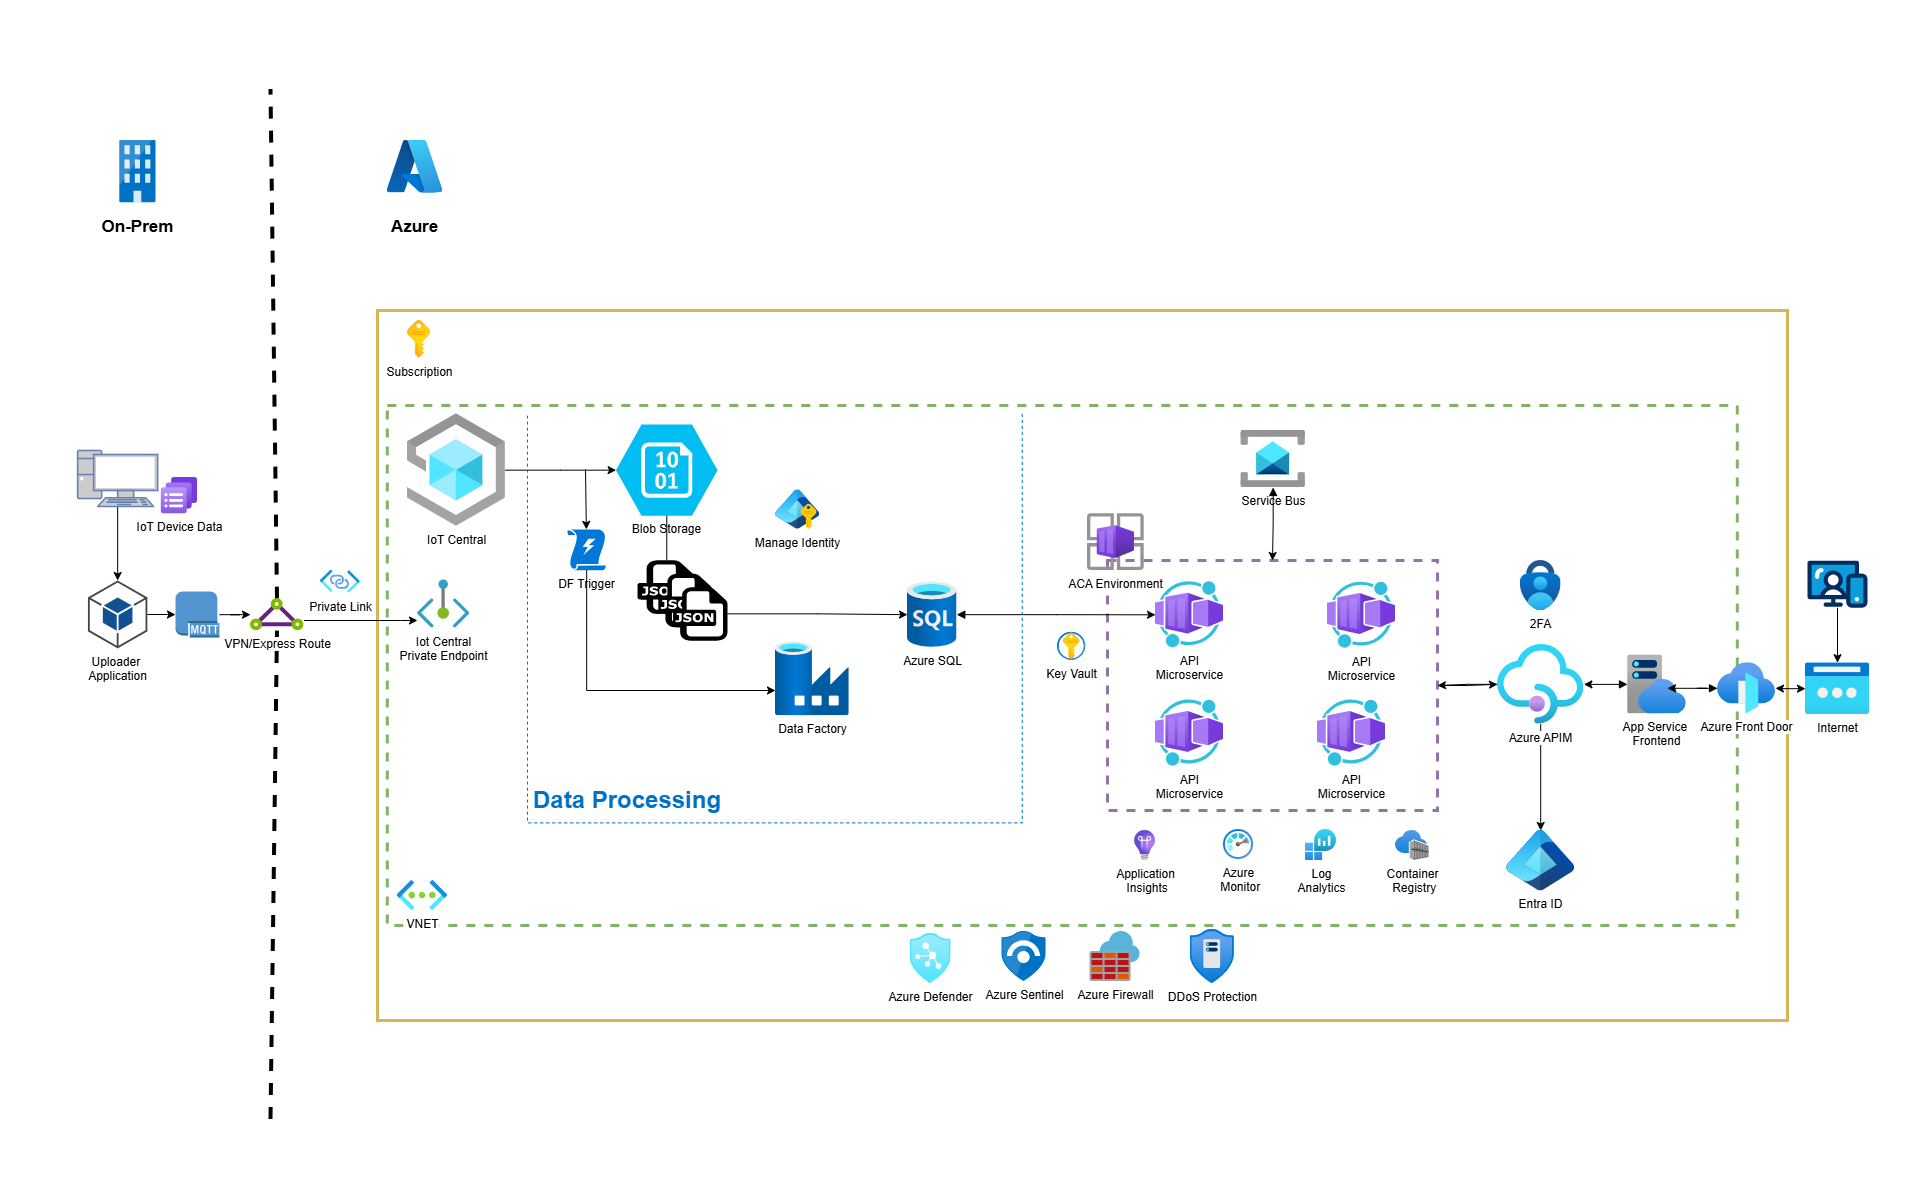 On-Prem
Azure
Subscription
IoT Device Data
Uploader
Application
MQTT
VPN/Express Route
Private Link
IoT Central
Iot Central
Private Endpoint
10
01
Blob Storage
DF Trigger
Manage Identity
JSO
JSO
JSON
SQL
Azure SQL
Data Factory
Data Processing
VNET
Service Bus
ACA Environment
Key Vault
API
Microservice
API
Microservice
API
Microservice
API
Microservice
Application
Insights
Azure
Monitor
Log
Analytics
Container
Registry
2FA
Azure APIM
Entra ID
App Service
Frontend
Azure Front Door
Internet
Azure Defender
Azure Sentinel
Azure Firewall
DDoS Protection